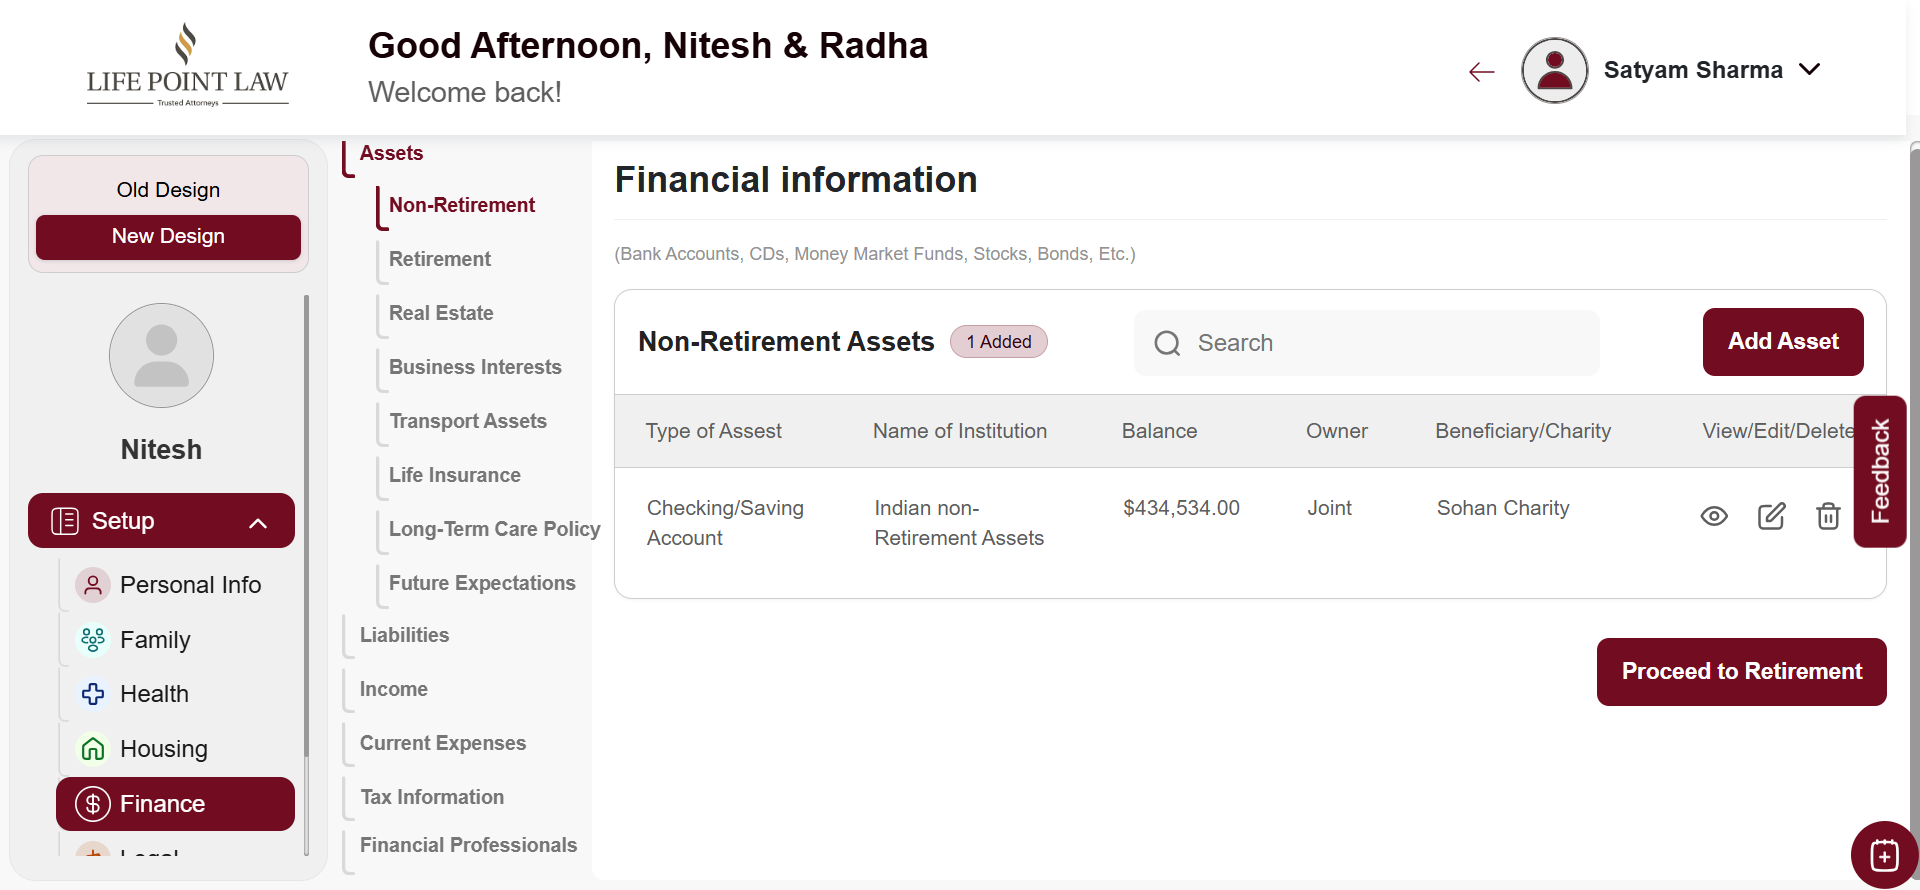 LIFE POINT LAW
Trusted Attorneys
Good Afternoon, Nitesh & Radha
Welcome back!
Satyam Sharma
Old Design
New Design
Nitesh
Setup
Personal Info
Family
Health
Housing
Finance
Legal
Assets
Non-Retirement
Retirement
Real Estate
Business Interests
Transport Assets
Life Insurance
Long-Term Care Policy
Future Expectations
Liabilities
Income
Current Expenses
Tax Information
Financial Professionals
Financial information
(Bank Accounts, CDs, Money Market Funds, Stocks, Bonds, Etc.)
Non-Retirement Assets 1 Added Search Add Asset
Type of Assest Name of Institution Balance Owner Beneficiary/Charity View/Edit/Delete
Checking/Saving Indian non- $434,534.00 Joint Sohan Charity
Account Retirement Assets
Proceed to Retirement
Feedback